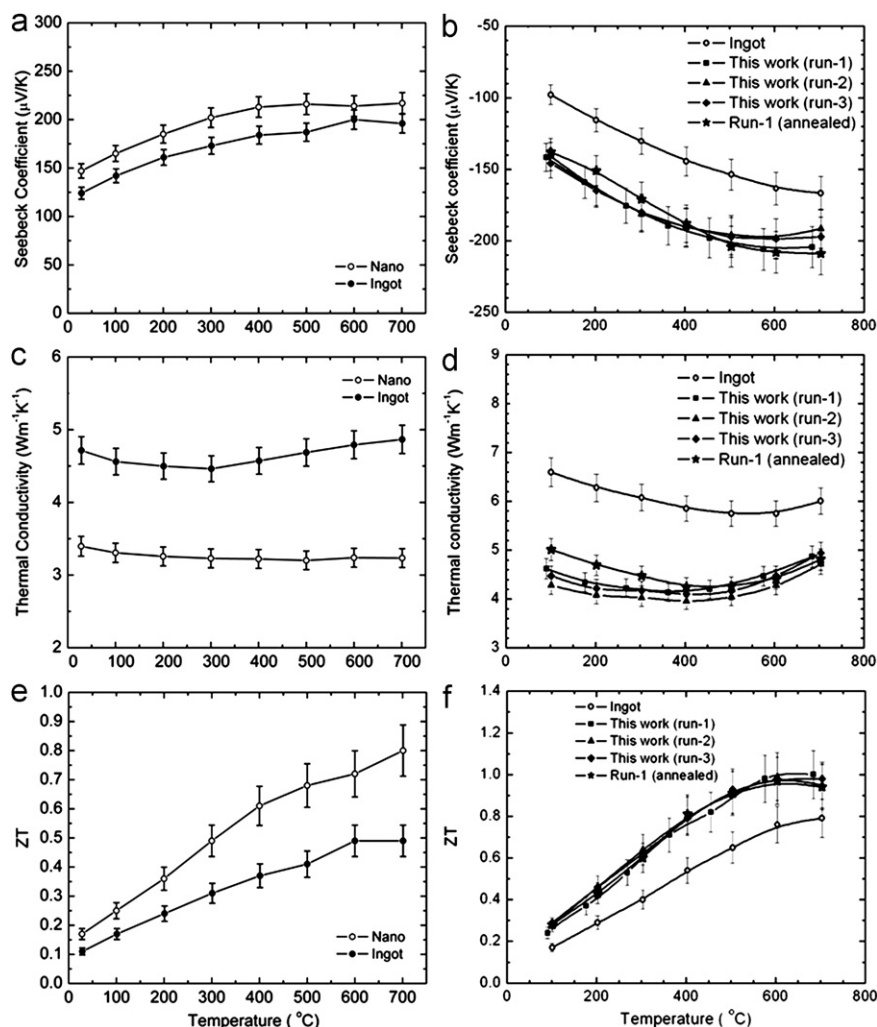 a
300
250
200
150
100
50
0
Seebeck Coefficient (μV/K)
Nano
Ingot
0 100 200 300 400 500 600 700
b
-50
-100
-150
-200
-250
Seebeck coefficient (μV/K)
Ingot
This work (run-1)
This work (run-2)
This work (run-3)
Run-1 (annealed)
0 200 400 600 800
c
6
5
4
3
2
Thermal Conductivity (Wm⁻¹K⁻¹)
Nano
Ingot
0 100 200 300 400 500 600 700
d
9
8
7
6
5
4
3
Thermal conductivity (Wm⁻¹K⁻¹)
Ingot
This work (run-1)
This work (run-2)
This work (run-3)
Run-1 (annealed)
0 200 400 600 800
e
1.0
0.9
0.8
0.7
0.6
0.5
0.4
0.3
0.2
0.1
0.0
ZT
Nano
Ingot
0 100 200 300 400 500 600 700
Temperature ( °C)
f
1.4
1.2
1.0
0.8
0.6
0.4
0.2
0.0
ZT
Ingot
This work (run-1)
This work (run-2)
This work (run-3)
Run-1 (annealed)
0 200 400 600 800
Temperature ( °C)